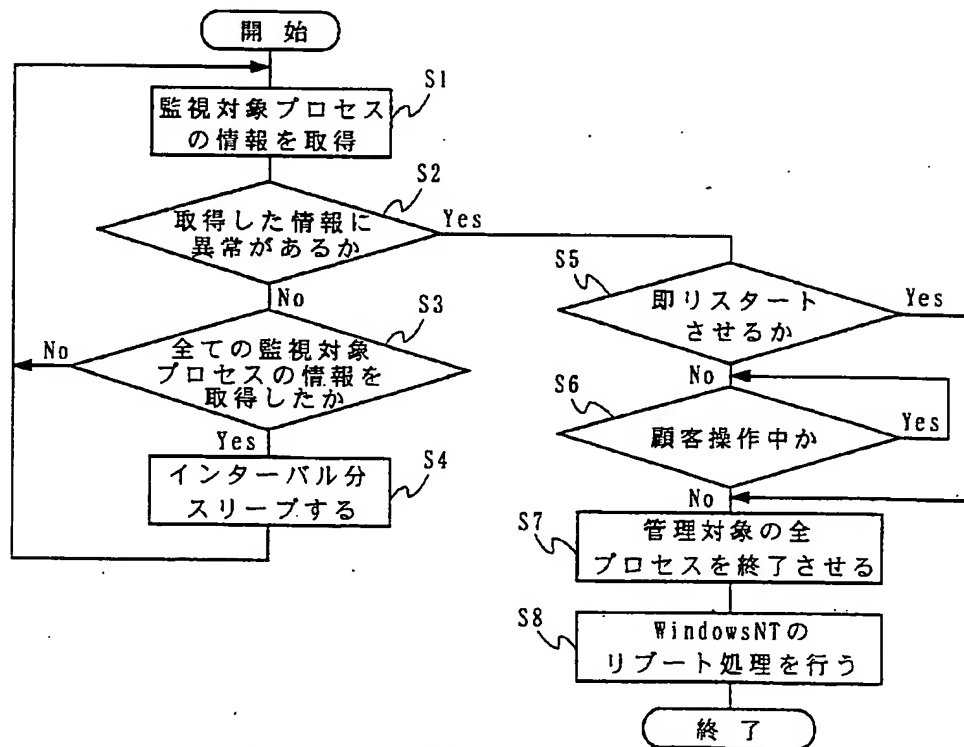 開始
S1
監視対象プロセス
の情報を取得
S2
取得した情報に
異常があるか
Yes
No
S3
全ての監視対象
プロセスの情報を
取得したか
No
Yes
S4
インターバル分
スリープする
S5
即リスタート
させるか
Yes
No
S6
顧客操作中か
Yes
No
S7
管理対象の全
プロセスを終了させる
S8
WindowsNTの
リブート処理を行う
終了